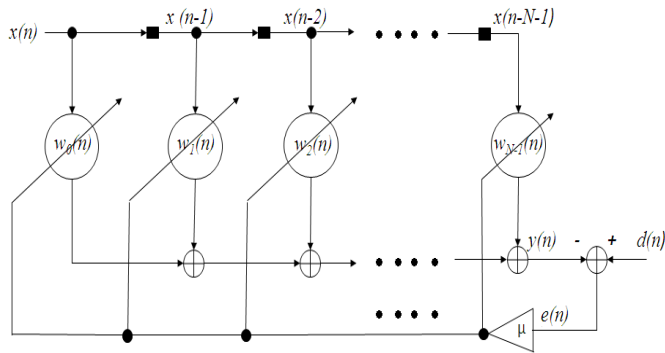 x(n) x (n-1) x(n-2) x(n-N-1)
w0(n) w1(n) w2(n) wN-1(n)
y(n) - + d(n)
e(n)
μ